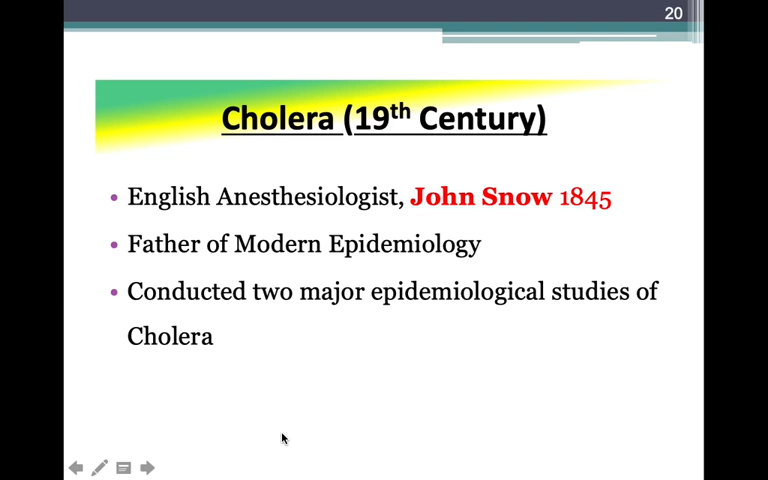 20
Cholera (19th Century)
• English Anesthesiologist, John Snow 1845
• Father of Modern Epidemiology
• Conducted two major epidemiological studies of
Cholera